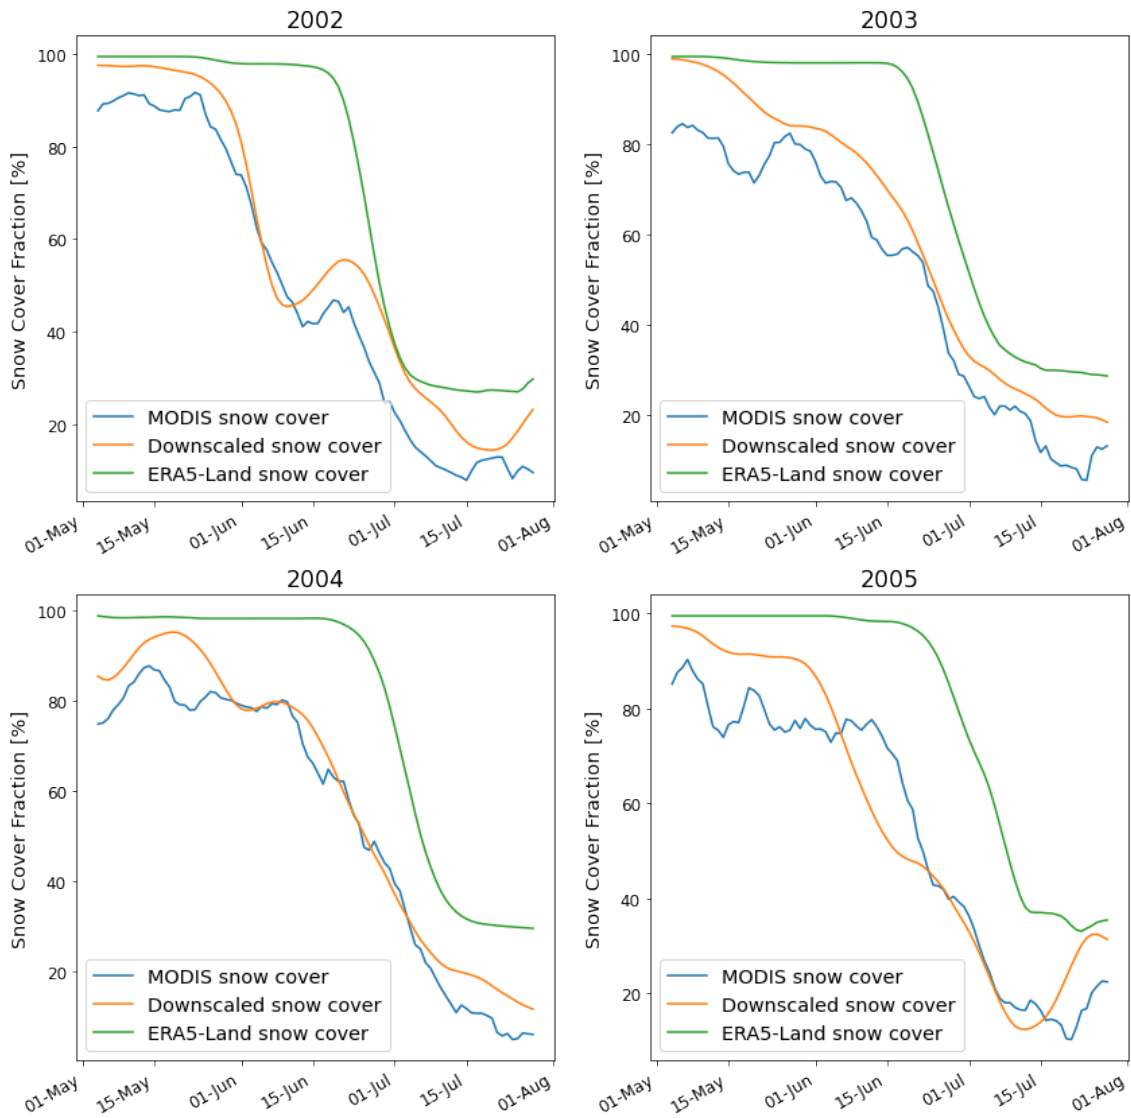 2002
Snow Cover Fraction [%]
100
80
60
40
20
MODIS snow cover
Downscaled snow cover
ERA5-Land snow cover
01-May
15-May
01-Jun
15-Jun
01-Jul
15-Jul
01-Aug
2003
Snow Cover Fraction [%]
100
80
60
40
20
MODIS snow cover
Downscaled snow cover
ERA5-Land snow cover
01-May
15-May
01-Jun
15-Jun
01-Jul
15-Jul
01-Aug
2004
Snow Cover Fraction [%]
100
80
60
40
20
MODIS snow cover
Downscaled snow cover
ERA5-Land snow cover
01-May
15-May
01-Jun
15-Jun
01-Jul
15-Jul
01-Aug
2005
Snow Cover Fraction [%]
100
80
60
40
20
MODIS snow cover
Downscaled snow cover
ERA5-Land snow cover
01-May
15-May
01-Jun
15-Jun
01-Jul
15-Jul
01-Aug